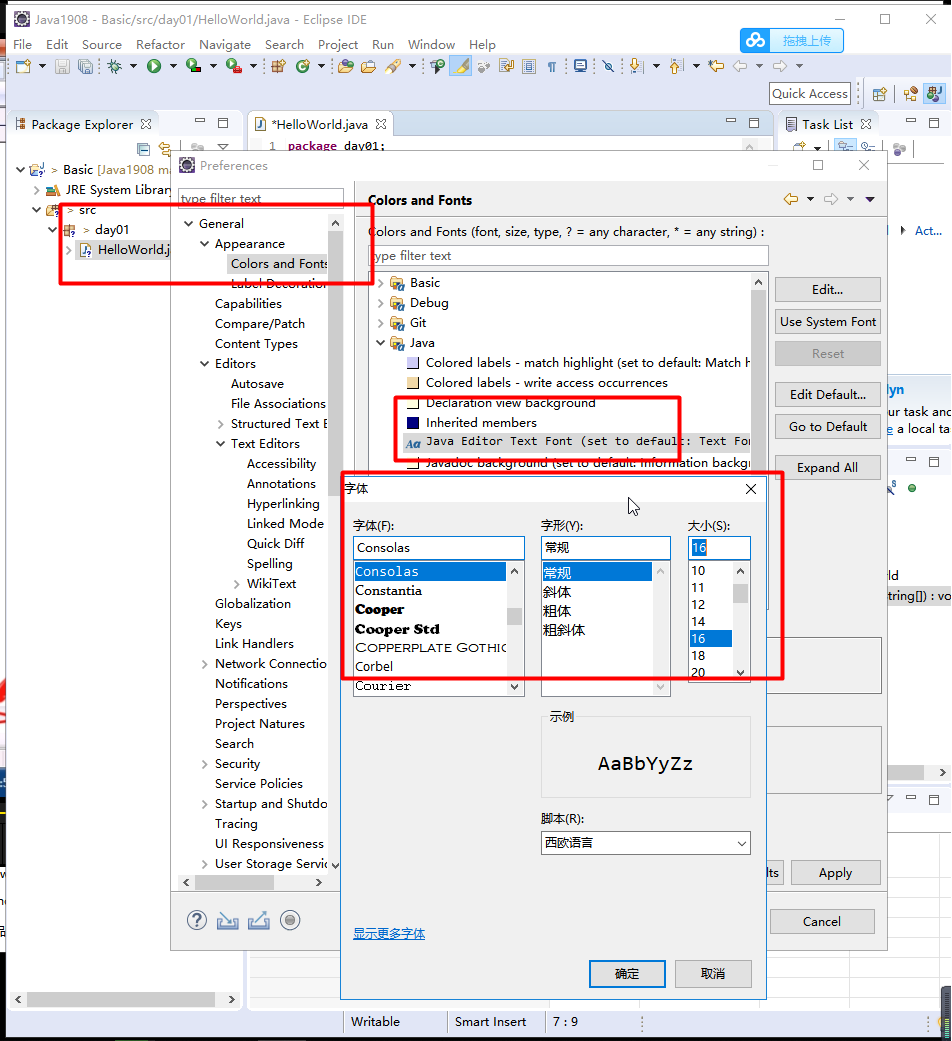 Java1908 - Basic/src/day01/HelloWorld.java - Eclipse IDE
File Edit Source Refactor Navigate Search Project Run Window Help
拖拽上传
Quick Access
Package Explorer
> Basic [Java1908 ma
JRE System Library
> src
> day01
HelloWorld.j
*HelloWorld.java
1 package day01;
Task List
Act...
Preferences
type filter text
General
Appearance
Colors and Fonts
Label Decoration
Capabilities
Compare/Patch
Content Types
Editors
Autosave
File Associations
Structured Text E
Text Editors
Accessibility
Annotations
Hyperlinking
Linked Mode
Quick Diff
Spelling
WikiText
Globalization
Keys
Link Handlers
Network Connectio
Notifications
Perspectives
Project Natures
Search
Security
Service Policies
Startup and Shutdo
Tracing
UI Responsiveness
User Storage Servic
Colors and Fonts
Colors and Fonts (font, size, type, ? = any character, * = any string) :
type filter text
Basic
Debug
Git
Java
Colored labels - match highlight (set to default: Match h
Colored labels - write access occurrences
Declaration view background
Inherited members
Java Editor Text Font (set to default: Text Fon
Javadoc background (set to default: Information backgr
Edit...
Use System Font
Reset
Edit Default...
Go to Default
Expand All
lyn
ur task and
e a local ta
ld
tring[]) : vo
字体
字体(F):
Consolas
Consolas
Constantia
Cooper
Cooper Std
Copperplate Gothic
Corbel
Courier
字形(Y):
常规
常规
斜体
粗体
粗斜体
大小(S):
16
10
11
12
14
16
18
20
示例
AaBbYyZz
脚本(R):
西欧语言
显示更多字体
确定
取消
lts
Apply
Cancel
Writable
Smart Insert
7 : 9